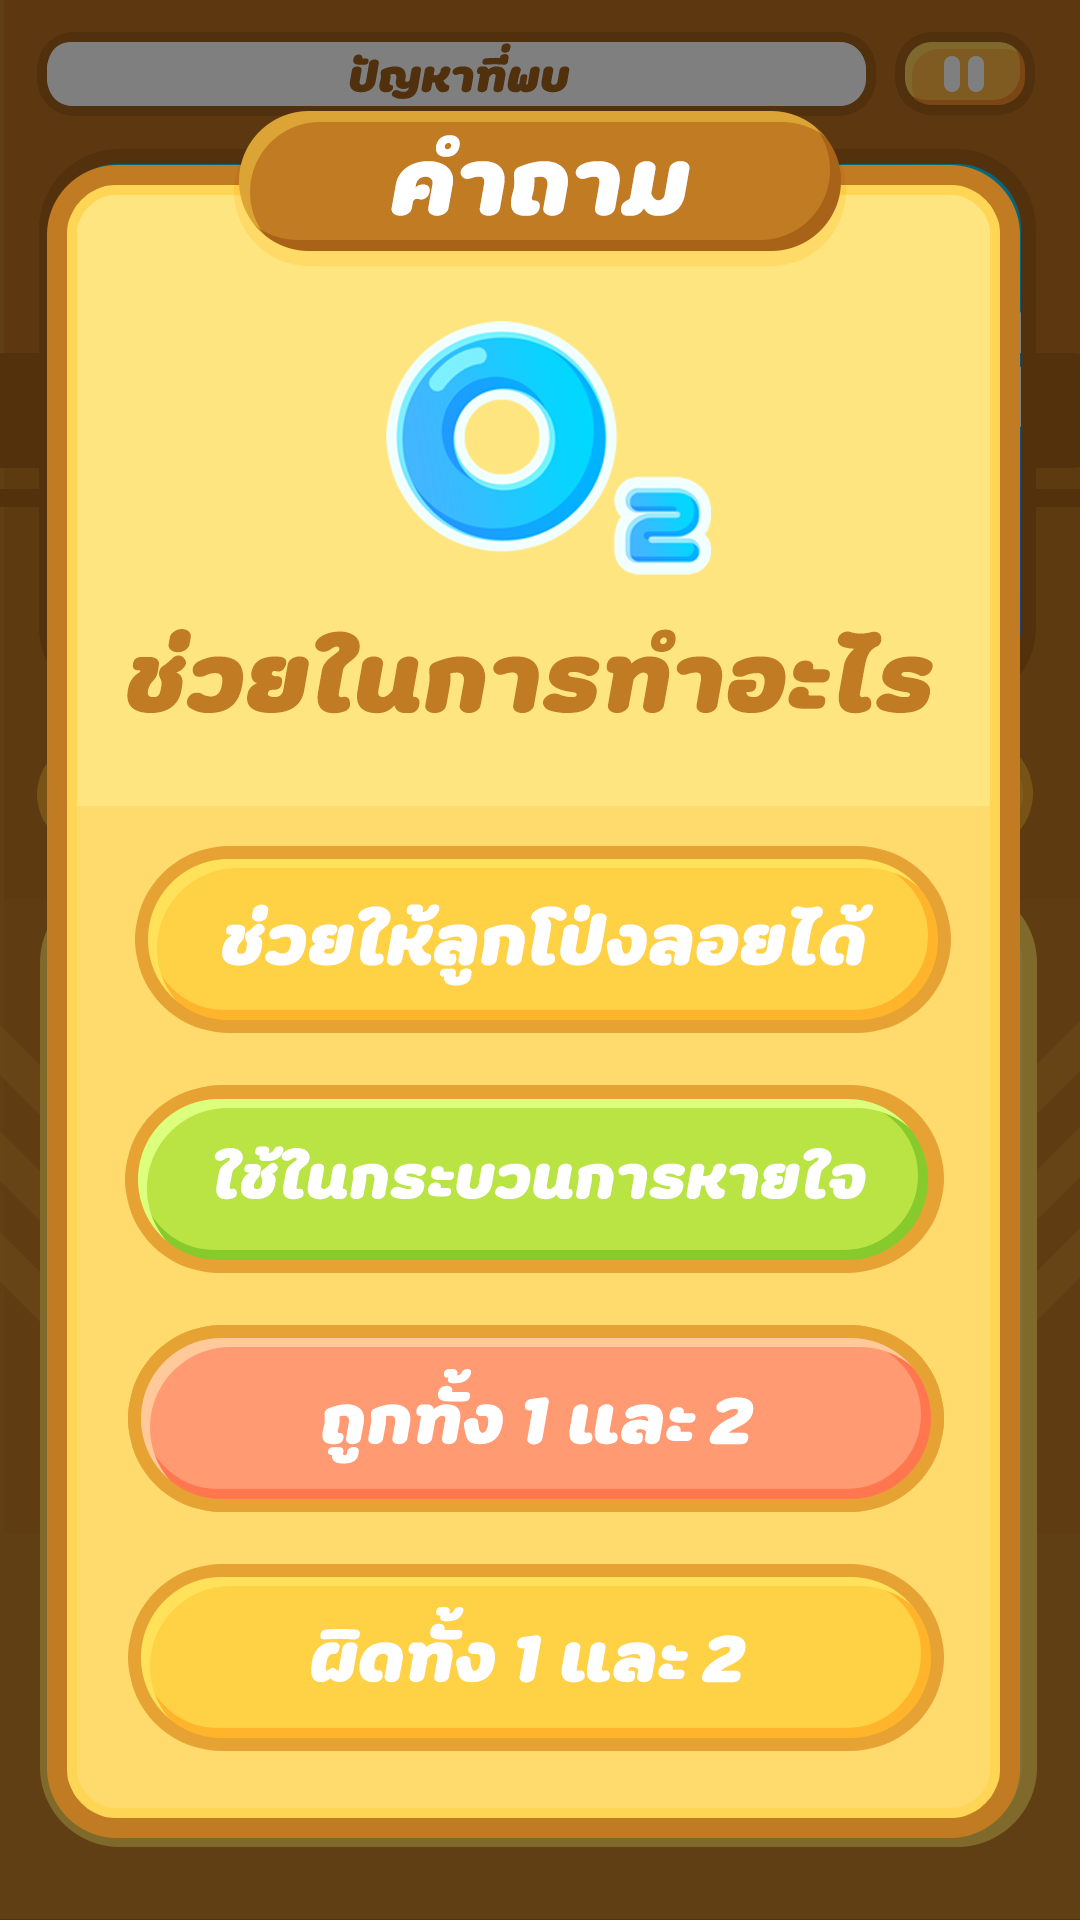 ปัญหาที่พบ
คำถาม
O2
ช่วยในการทำอะไร
ช่วยให้ลูกโป่งลอยได้
ใช้ในกระบวนการหายใจ
ถูกทั้ง 1 และ 2
ผิดทั้ง 1 และ 2